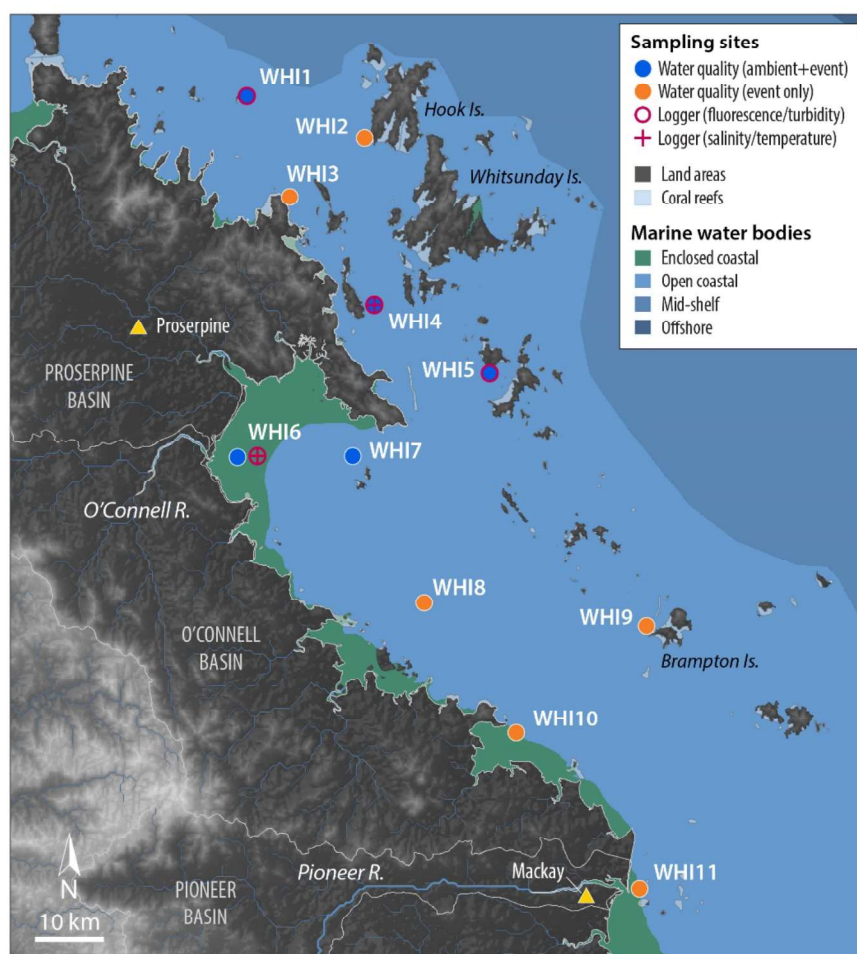 WHI1
WHI2
Hook Is.
WHI3
Whitsunday Is.
WHI4
Proserpine
WHI5
PROSERPINE
BASIN
WHI6
WHI7
O'Connell R.
WHI8
O'CONNELL
BASIN
WHI9
Brampton Is.
WHI10
Mackay
Pioneer R.
WHI11
PIONEER
BASIN
N
10 km
Sampling sites
Water quality (ambient+event)
Water quality (event only)
Logger (fluorescence/turbidity)
Logger (salinity/temperature)
Land areas
Coral reefs
Marine water bodies
Enclosed coastal
Open coastal
Mid-shelf
Offshore